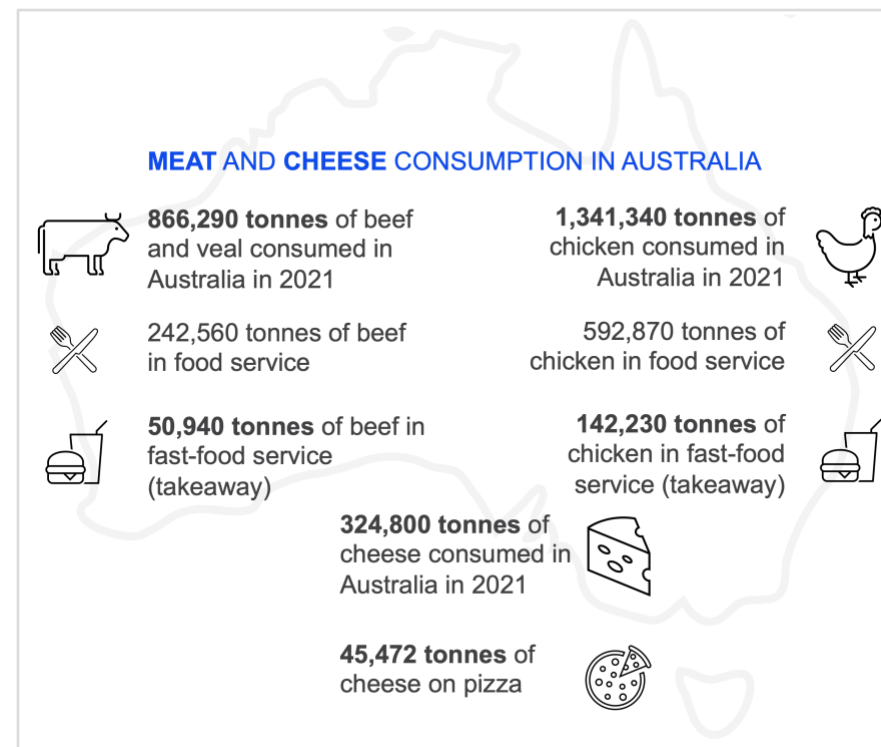 MEAT AND CHEESE CONSUMPTION IN AUSTRALIA
866,290 tonnes of beef
and veal consumed in
Australia in 2021
1,341,340 tonnes of
chicken consumed in
Australia in 2021
242,560 tonnes of beef
in food service
592,870 tonnes of
chicken in food service
50,940 tonnes of beef in
fast-food service
(takeaway)
142,230 tonnes of
chicken in fast-food
service (takeaway)
324,800 tonnes of
cheese consumed in
Australia in 2021
45,472 tonnes of
cheese on pizza